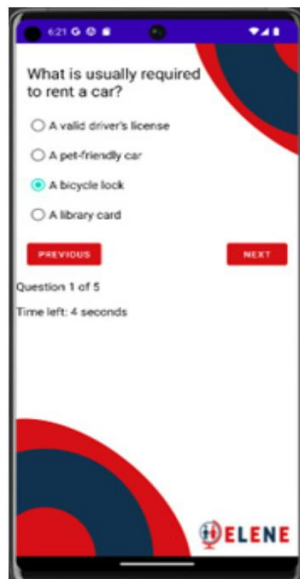 6:21 G
What is usually required
to rent a car?
A valid driver's license
A pet-friendly car
A bicycle lock
A library card
PREVIOUS
NEXT
Question 1 of 5
Time left: 4 seconds
ELENE